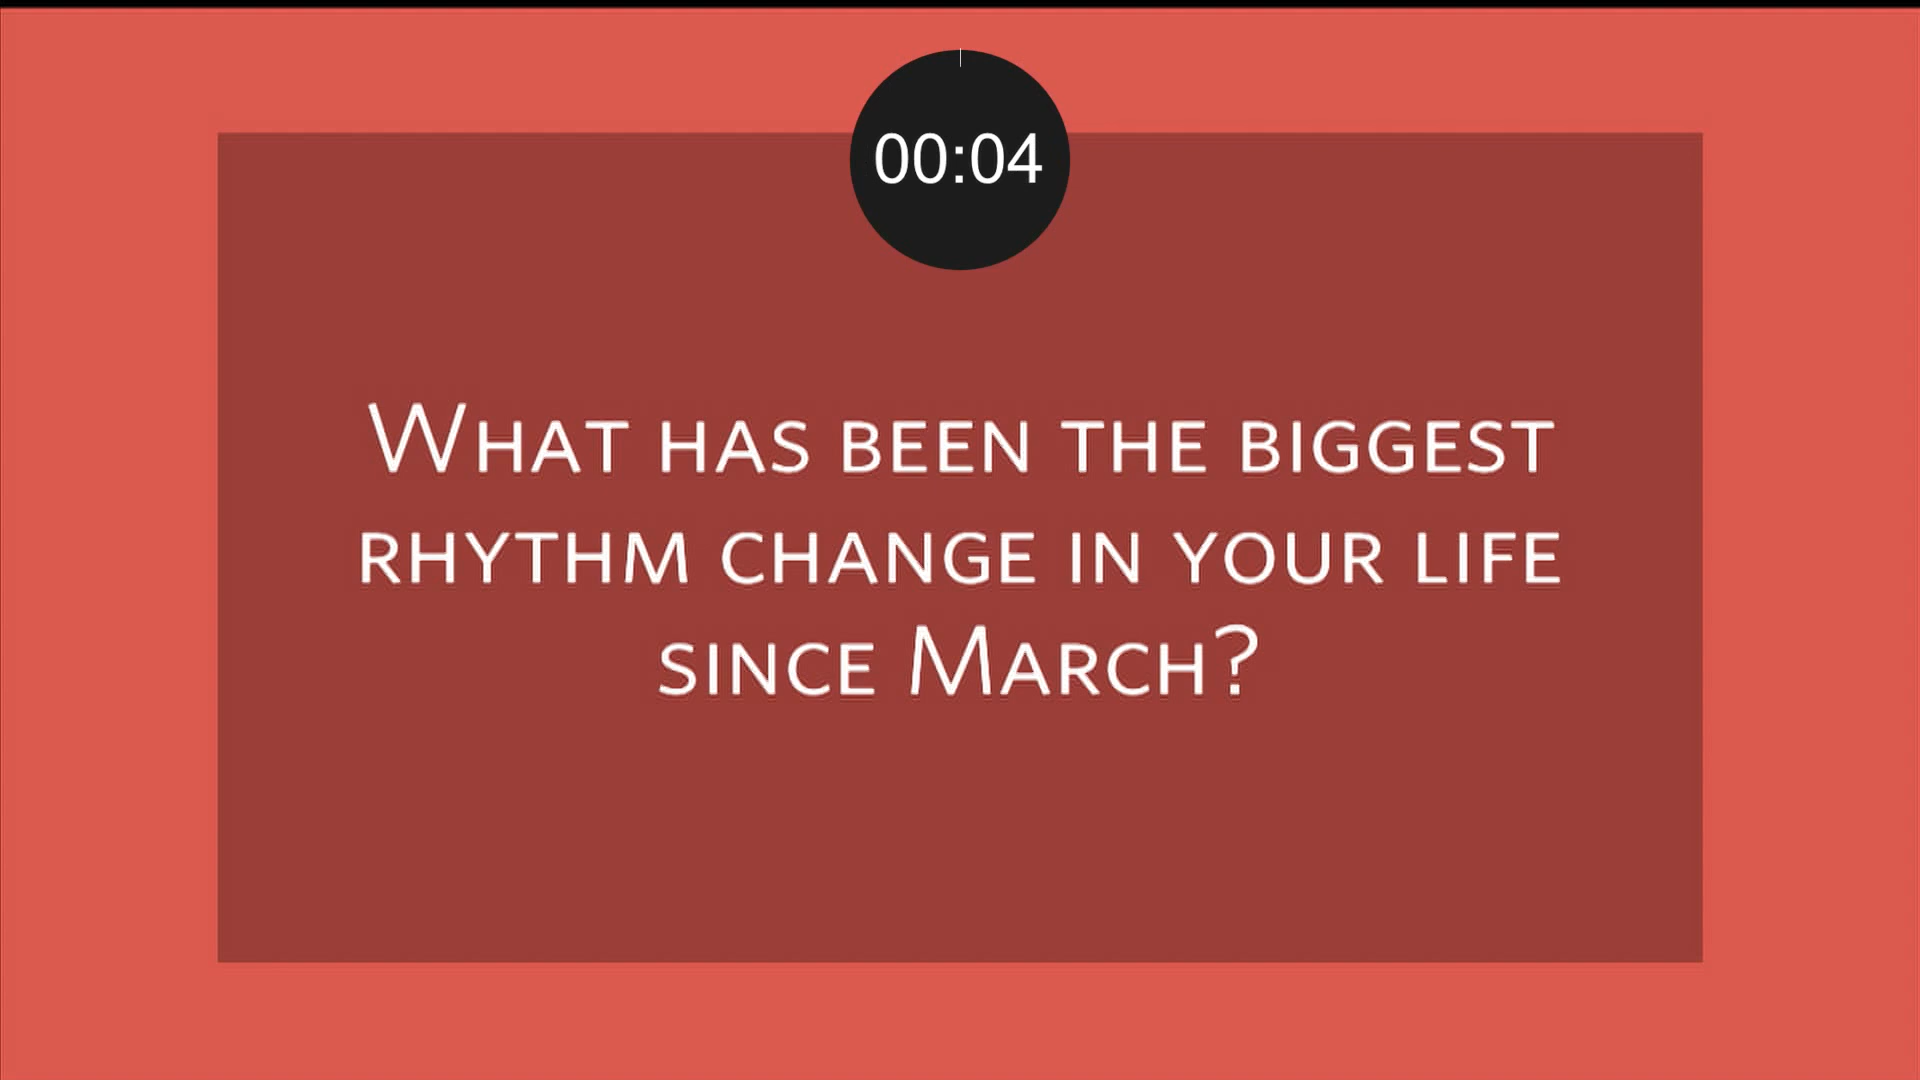 00:04
What has been the biggest
rhythm change in your life
since March?